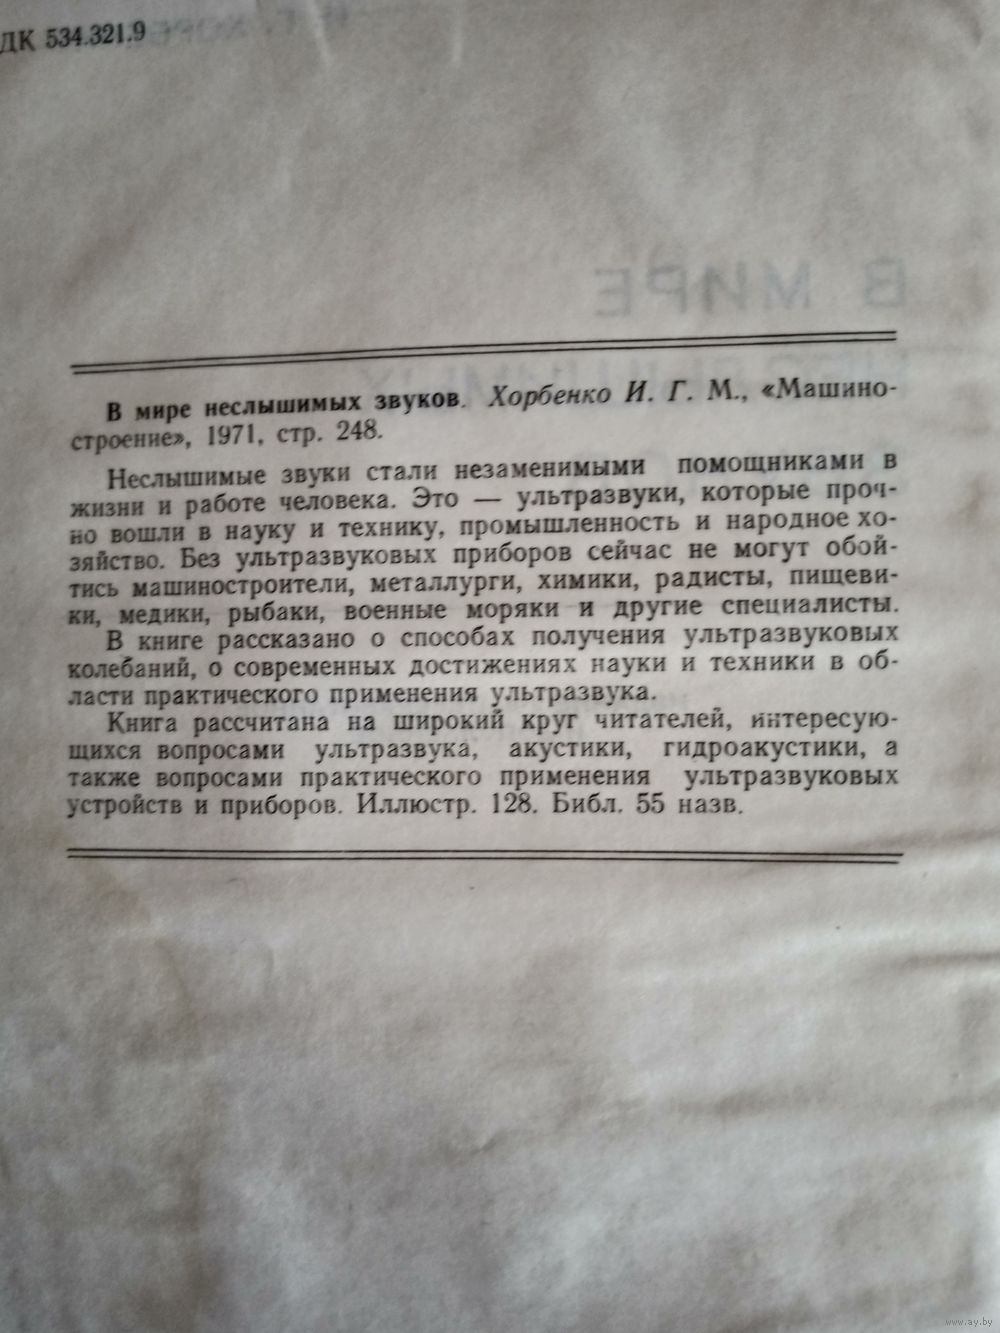 ДК 534.321.9
В мире неслышимых звуков. Хорбенко И. Г. М., «Машино-
строение», 1971, стр. 248.
Неслышимые звуки стали незаменимыми помощниками в
жизни и работе человека. Это — ультразвуки, которые проч-
но вошли в науку и технику, промышленность и народное хо-
зяйство. Без ультразвуковых приборов сейчас не могут обой-
тись машиностроители, металлурги, химики, радисты, пищеви-
ки, медики, рыбаки, военные моряки и другие специалисты.
В книге рассказано о способах получения ультразвуковых
колебаний, о современных достижениях науки и техники в об-
ласти практического применения ультразвука.
Книга рассчитана на широкий круг читателей, интересую-
щихся вопросами ультразвука, акустики, гидроакустики, а
также вопросами практического применения ультразвуковых
устройств и приборов. Иллюстр. 128. Библ. 55 назв.
www.ay.by